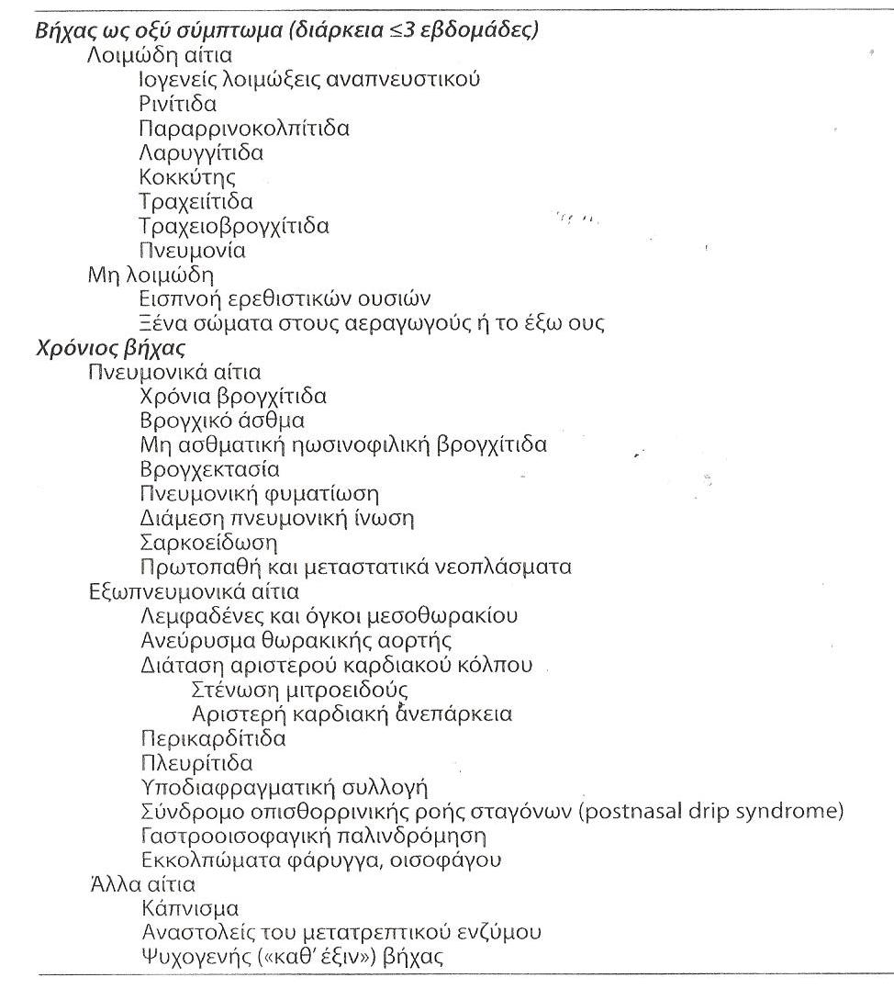 Βήχας ως οξύ σύμπτωμα (διάρκεια ≤3 εβδομάδες)
Λοιμώδη αίτια
Ιογενείς λοιμώξεις αναπνευστικού
Ρινίτιδα
Παραρρινοκολπίτιδα
Λαρυγγίτιδα
Κοκκύτης
Τραχειίτιδα
Τραχειοβρογχίτιδα
Πνευμονία
Μη λοιμώδη
Εισπνοή ερεθιστικών ουσιών
Ξένα σώματα στους αεραγωγούς ή το έξω ους
Χρόνιος βήχας
Πνευμονικά αίτια
Χρόνια βρογχίτιδα
Βρογχικό άσθμα
Μη ασθματική ηωσινοφιλική βρογχίτιδα
Βρογχεκτασία
Πνευμονική φυματίωση
Διάμεση πνευμονική ίνωση
Σαρκοείδωση
Πρωτοπαθή και μεταστατικά νεοπλάσματα
Εξωπνευμονικά αίτια
Λεμφαδένες και όγκοι μεσοθωρακίου
Ανεύρυσμα θωρακικής αορτής
Διάταση αριστερού καρδιακού κόλπου
Στένωση μιτροειδούς
Αριστερή καρδιακή ανεπάρκεια
Περικαρδίτιδα
Πλευρίτιδα
Υποδιαφραγματική συλλογή
Σύνδρομο οπισθορρινικής ροής σταγόνων (postnasal drip syndrome)
Γαστροοισοφαγική παλινδρόμηση
Εκκολπώματα φάρυγγα, οισοφάγου
Άλλα αίτια
Κάπνισμα
Αναστολείς του μετατρεπτικού ενζύμου
Ψυχογενής («καθ’ έξιν») βήχας